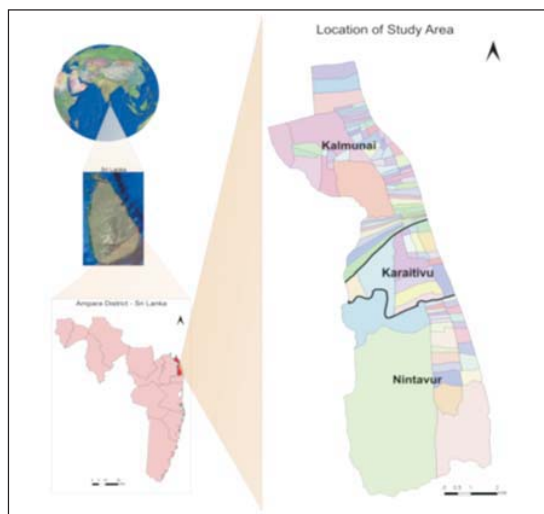 Location of Study Area
Sri Lanka
Ampara District - Sri Lanka
Kalmunai
Karaitivu
Nintavur